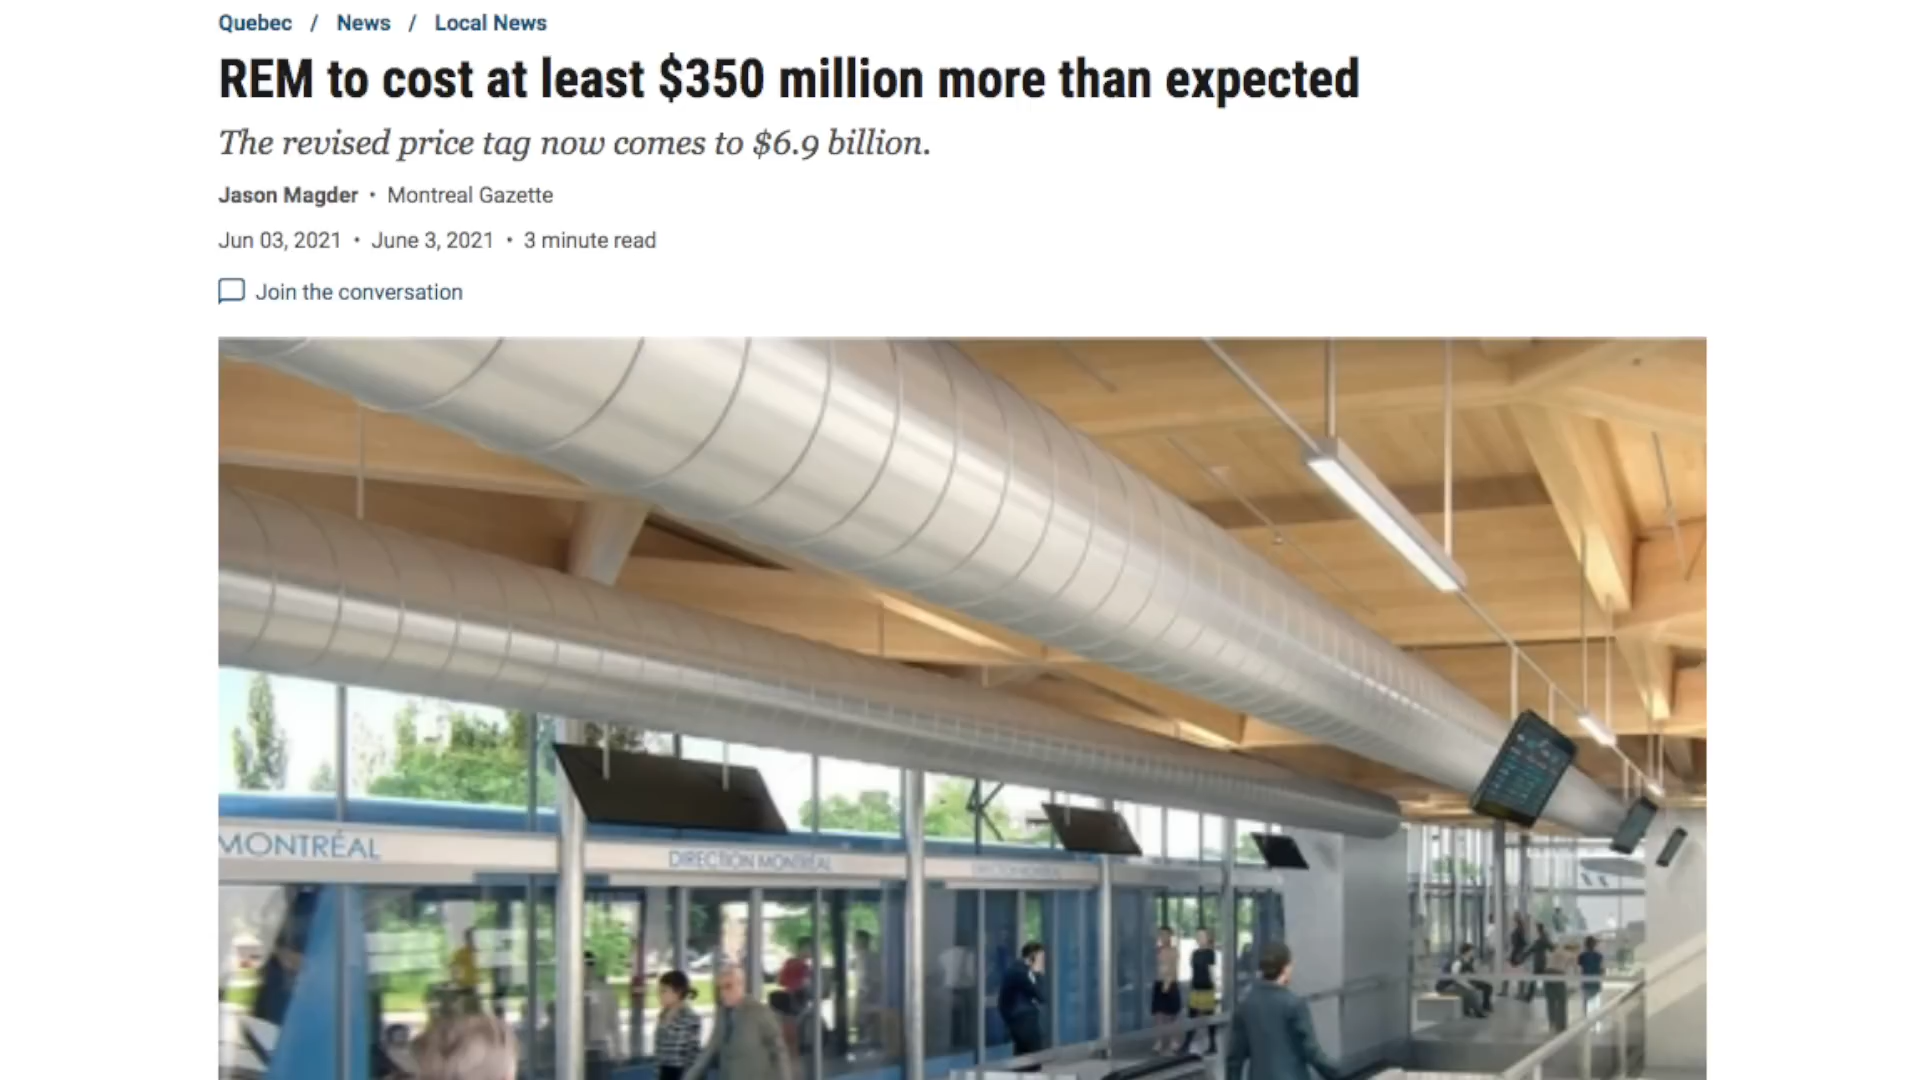 Quebec / News / Local News
REM to cost at least $350 million more than expected
The revised price tag now comes to $6.9 billion.
Jason Magder • Montreal Gazette
Jun 03, 2021 • June 3, 2021 • 3 minute read
Join the conversation
MONTRÉAL
DIRECTION MONTRÉAL